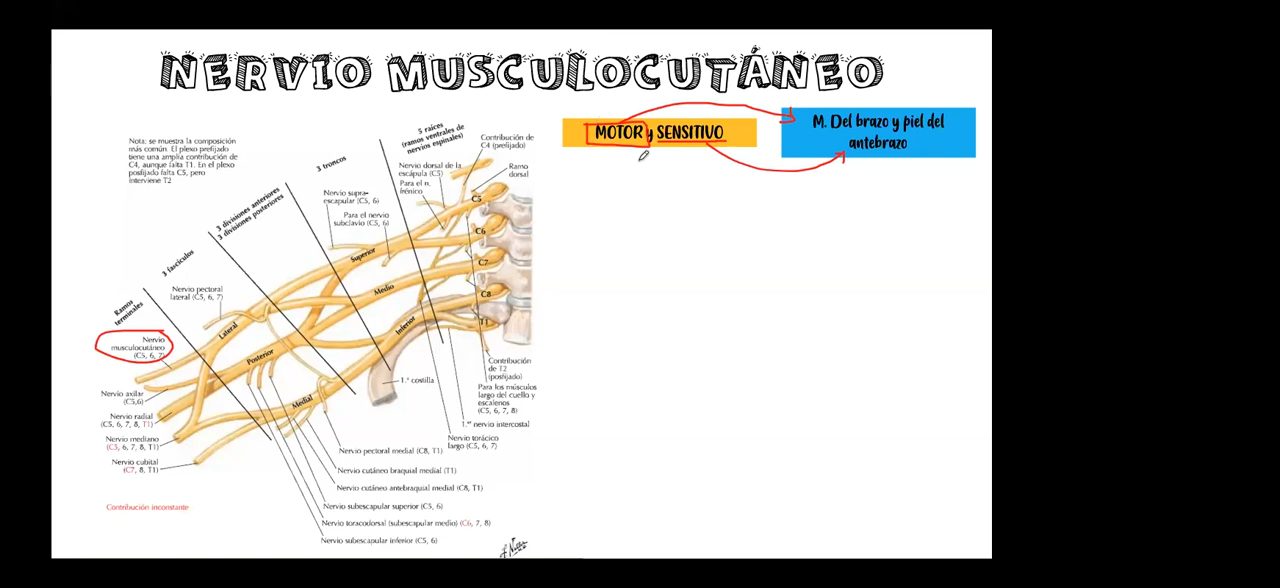 NERVIO MUSCULOCUTÁNEO
MOTOR y SENSITIVO
M. Del brazo y piel del
antebrazo
Nota: se muestra la composición
más común. El plexo prefijado
tiene una amplia contribución de
C4, aunque falta T1. En el plexo
posfijado falta C5, pero
interviene T2
5 raíces
(ramos ventrales de
nervios espinales)
3 troncos
3 divisiones anteriores
3 divisiones posteriores
3 fascículos
Ramos
terminales
Contribución de
C4 (prefijado)
Ramo
dorsal
Nervio dorsal de la
escápula (C5)
Para el n.
frénico
Nervio supra-
escapular (C5, 6)
Para el nervio
subclavio (C5, 6)
C5
C6
C7
C8
T1
Superior
Medio
Inferior
Nervio pectoral
lateral (C5, 6, 7)
Lateral
Posterior
Medial
Nervio
musculocutáneo
(C5, 6, 7)
Nervio axilar
(C5,6)
Nervio radial
(C5, 6, 7, 8, T1)
Nervio mediano
(C5, 6, 7, 8, T1)
Nervio cubital
(C7, 8, T1)
1.ª costilla
Contribución
de T2
(posfijado)
Para los músculos
largo del cuello y
escalenos
(C5, 6, 7, 8)
1.er nervio intercostal
Nervio torácico
largo (C5, 6, 7)
Nervio pectoral medial (C8, T1)
Nervio cutáneo braquial medial (T1)
Nervio cutáneo antebraquial medial (C8, T1)
Nervio subescapular superior (C5, 6)
Nervio toracodorsal (subescapular medio) (C6, 7, 8)
Nervio subescapular inferior (C5, 6)
Contribución inconstante